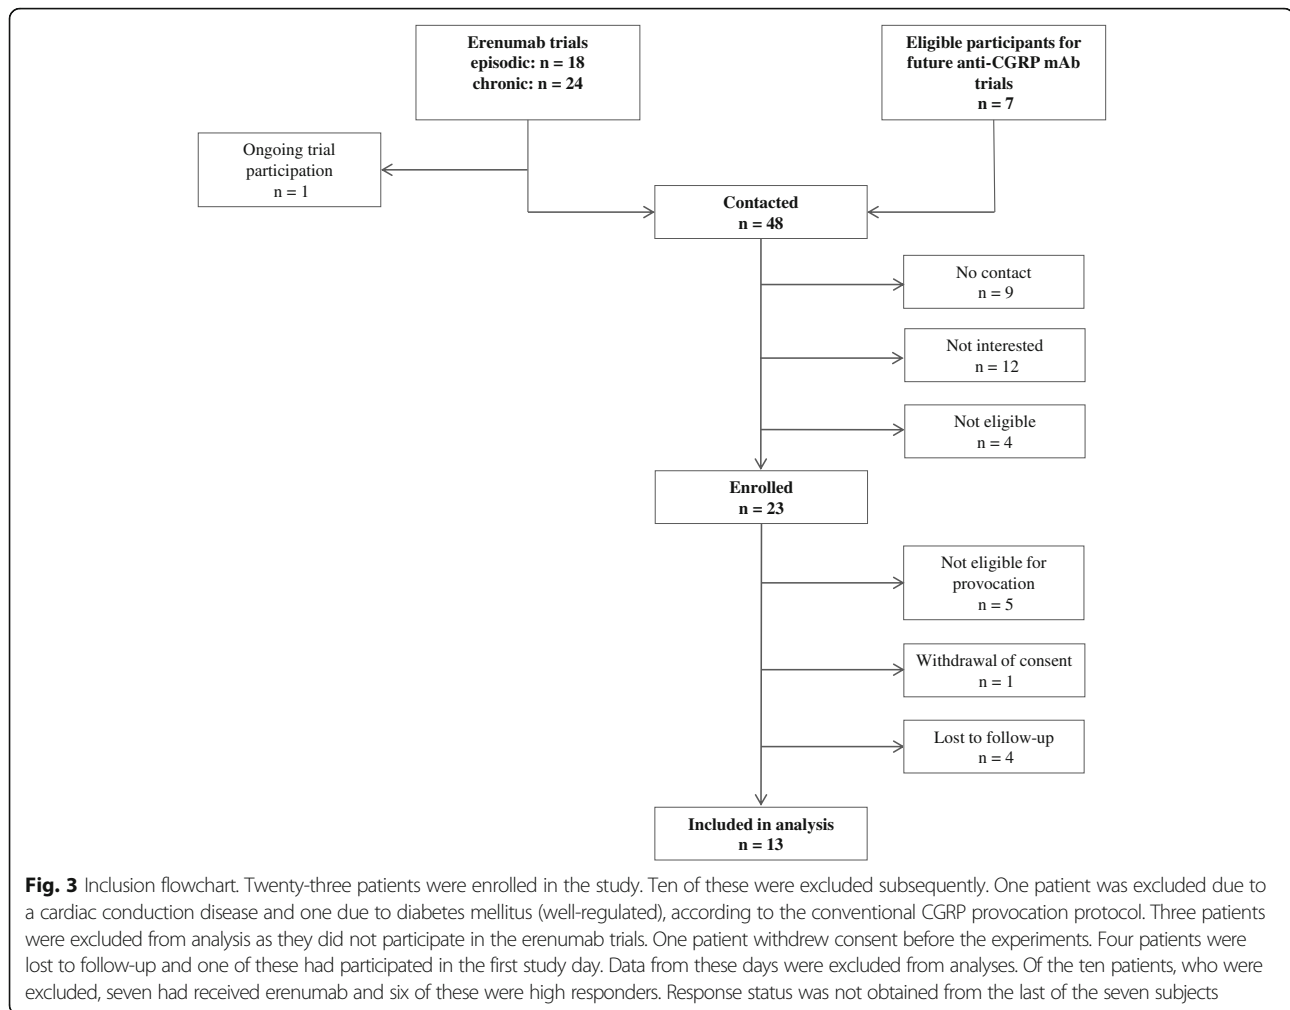 Erenumab trials
episodic: n = 18
chronic: n = 24
Eligible participants for
future anti-CGRP mAb
trials
n = 7
Ongoing trial
participation
n = 1
Contacted
n = 48
No contact
n = 9
Not interested
n = 12
Not eligible
n = 4
Enrolled
n = 23
Not eligible for
provocation
n = 5
Withdrawal of consent
n = 1
Lost to follow-up
n = 4
Included in analysis
n = 13
Fig. 3 Inclusion flowchart. Twenty-three patients were enrolled in the study. Ten of these were excluded subsequently. One patient was excluded due to
a cardiac conduction disease and one due to diabetes mellitus (well-regulated), according to the conventional CGRP provocation protocol. Three patients
were excluded from analysis as they did not participate in the erenumab trials. One patient withdrew consent before the experiments. Four patients were
lost to follow-up and one of these had participated in the first study day. Data from these days were excluded from analyses. Of the ten patients, who were
excluded, seven had received erenumab and six of these were high responders. Response status was not obtained from the last of the seven subjects